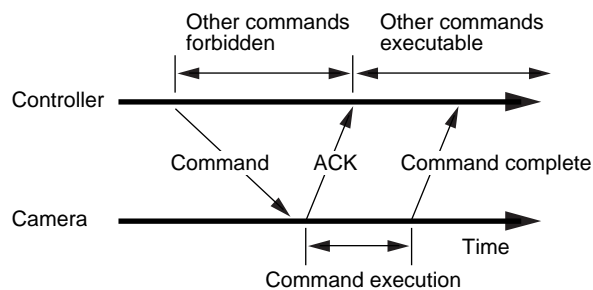 Other commands
forbidden
Other commands
executable
Controller
Command
ACK
Command complete
Camera
Time
Command execution